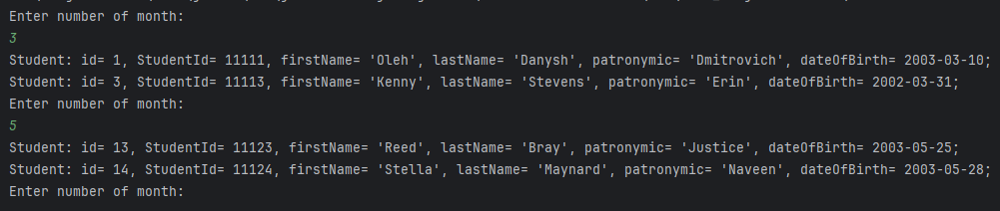 Enter number of month:
3
Student: id= 1, StudentId= 11111, firstName= 'Oleh', lastName= 'Danysh', patronymic= 'Dmitrovich', dateOfBirth= 2003-03-10;
Student: id= 3, StudentId= 11113, firstName= 'Kenny', lastName= 'Stevens', patronymic= 'Erin', dateOfBirth= 2002-03-31;
Enter number of month:
5
Student: id= 13, StudentId= 11123, firstName= 'Reed', lastName= 'Bray', patronymic= 'Justice', dateOfBirth= 2003-05-25;
Student: id= 14, StudentId= 11124, firstName= 'Stella', lastName= 'Maynard', patronymic= 'Naveen', dateOfBirth= 2003-05-28;
Enter number of month: